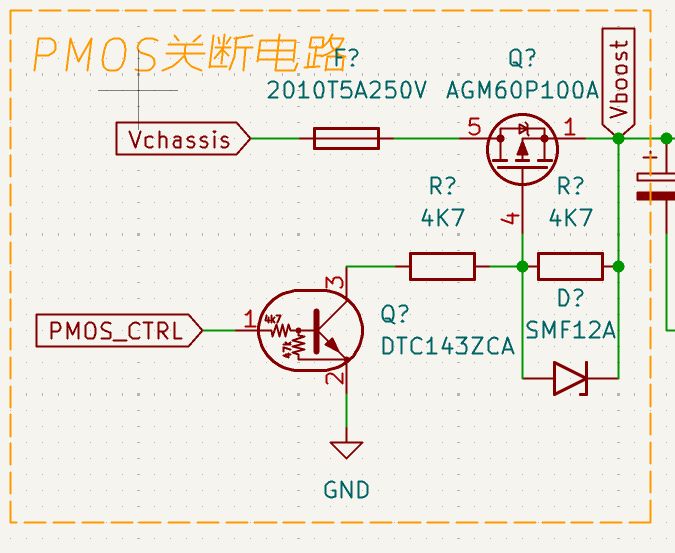 PMOS关断电路
F?
Q?
2010T5A250V
AGM60P100A
Vboost
Vchassis
5
1
R?
R?
4K7
4K7
4
3
D?
Q?
SMF12A
DTC143ZCA
PMOS_CTRL
1
4k7
47k
2
GND